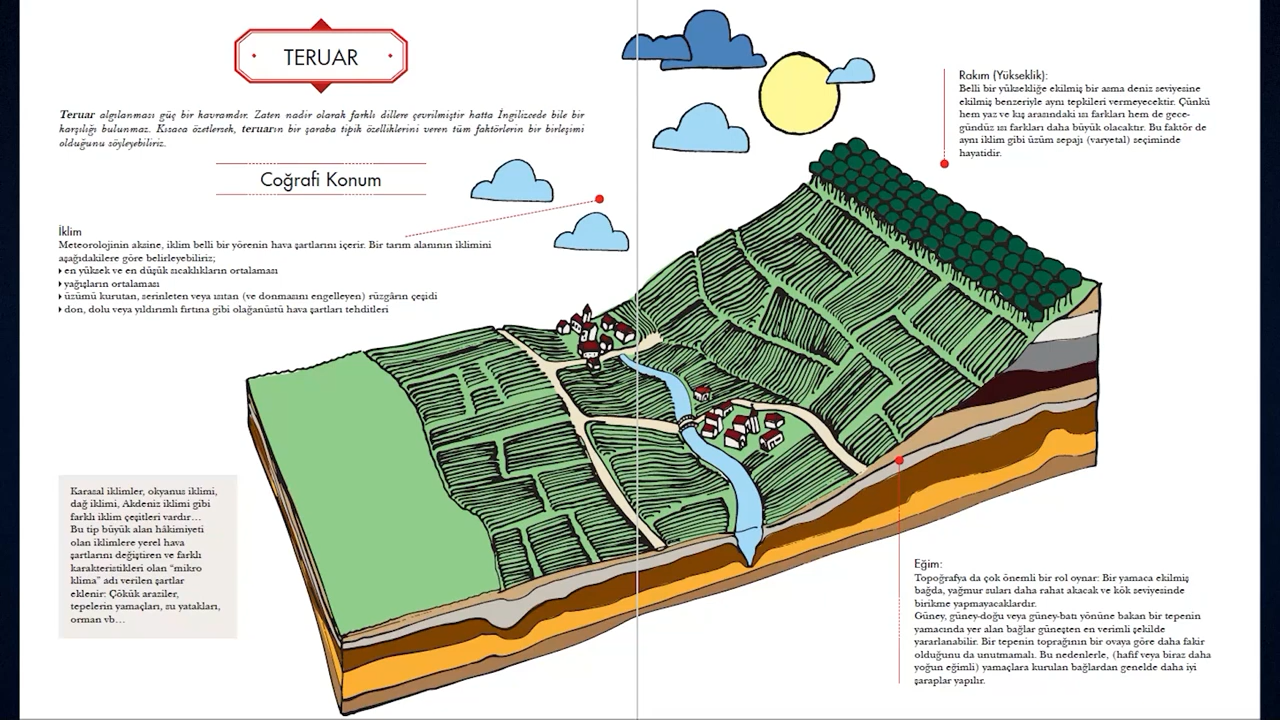 TERUAR
Teruar algılanması güç bir kavramdır. Zaten nadir olarak farklı dillere çevrilmiştir hatta İngilizcede bile bir
karşılığı bulunmaz. Kısaca özetlersek, teruarın bir şaraba tipik özelliklerini veren tüm faktörlerin bir birleşimi
olduğunu söyleyebiliriz.
Coğrafi Konum
İklim
Meteorolojinin aksine, iklim belli bir yörenin hava şartlarını içerir. Bir tarım alanının iklimini
aşağıdakilere göre belirleyebiliriz;
en yüksek ve en düşük sıcaklıkların ortalaması
yağışların ortalaması
üzümü kurutan, serinleten veya ısıtan (ve donmasını engelleyen) rüzgârın çeşidi
don, dolu veya yıldırımlı fırtına gibi olağanüstü hava şartları tehditleri
Karasal iklimler, okyanus iklimi,
dağ iklimi, Akdeniz iklimi gibi
farklı iklim çeşitleri vardır…
Bu tip büyük alan hâkimiyeti
olan iklimlere yerel hava
şartlarını değiştiren ve farklı
karakteristikleri olan “mikro
klima” adı verilen şartlar
eklenir: Çökük araziler,
tepelerin yamaçları, su yatakları,
orman vb…
Rakım (Yükseklik):
Belli bir yüksekliğe ekilmiş bir asma deniz seviyesine
ekilmiş benzeriyle aynı tepkileri vermeyecektir. Çünkü
hem yaz ve kış arasındaki ısı farkları hem de gece-
gündüz ısı farkları daha büyük olacaktır. Bu faktör de
aynı iklim gibi üzüm sepajı (varyetal) seçiminde
hayatidir.
Eğim:
Topoğrafya da çok önemli bir rol oynar: Bir yamaca ekilmiş
bağda, yağmur suları daha rahat akacak ve kök seviyesinde
birikme yapmayacaklardır.
Güney, güney-doğu veya güney-batı yönüne bakan bir tepenin
yamacında yer alan bağlar güneşten en verimli şekilde
yararlanabilir. Bir tepenin toprağının bir ovaya göre daha fakir
olduğunu da unutmamalı. Bu nedenlerle, (hafif veya biraz daha
yoğun eğimli) yamaçlara kurulan bağlardan genelde daha iyi
şaraplar yapılır.